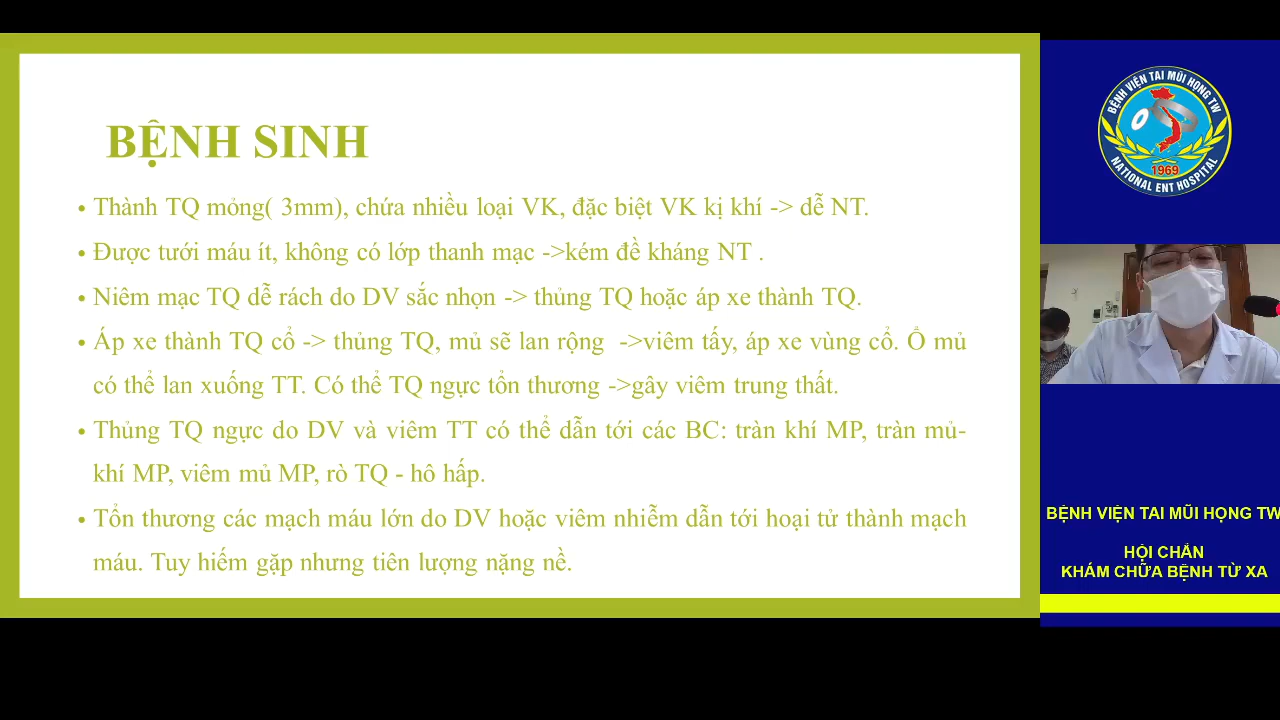 BỆNH SINH
• Thành TQ mỏng( 3mm), chứa nhiều loại VK, đặc biệt VK kị khí -> dễ NT.
• Được tưới máu ít, không có lớp thanh mạc ->kém đề kháng NT .
• Niêm mạc TQ dễ rách do DV sắc nhọn -> thủng TQ hoặc áp xe thành TQ.
• Áp xe thành TQ cổ -> thủng TQ, mủ sẽ lan rộng ->viêm tấy, áp xe vùng cổ. Ổ mủ
có thể lan xuống TT. Có thể TQ ngực tổn thương ->gây viêm trung thất.
• Thủng TQ ngực do DV và viêm TT có thể dẫn tới các BC: tràn khí MP, tràn mủ-
khí MP, viêm mủ MP, rò TQ - hô hấp.
• Tổn thương các mạch máu lớn do DV hoặc viêm nhiễm dẫn tới hoại tử thành mạch
máu. Tuy hiếm gặp nhưng tiên lượng nặng nề.
BỆNH VIỆN TAI MŨI HỌNG TW
1969
NATIONAL ENT HOSPITAL
BỆNH VIỆN TAI MŨI HỌNG TW
HỘI CHẨN
KHÁM CHỮA BỆNH TỪ XA